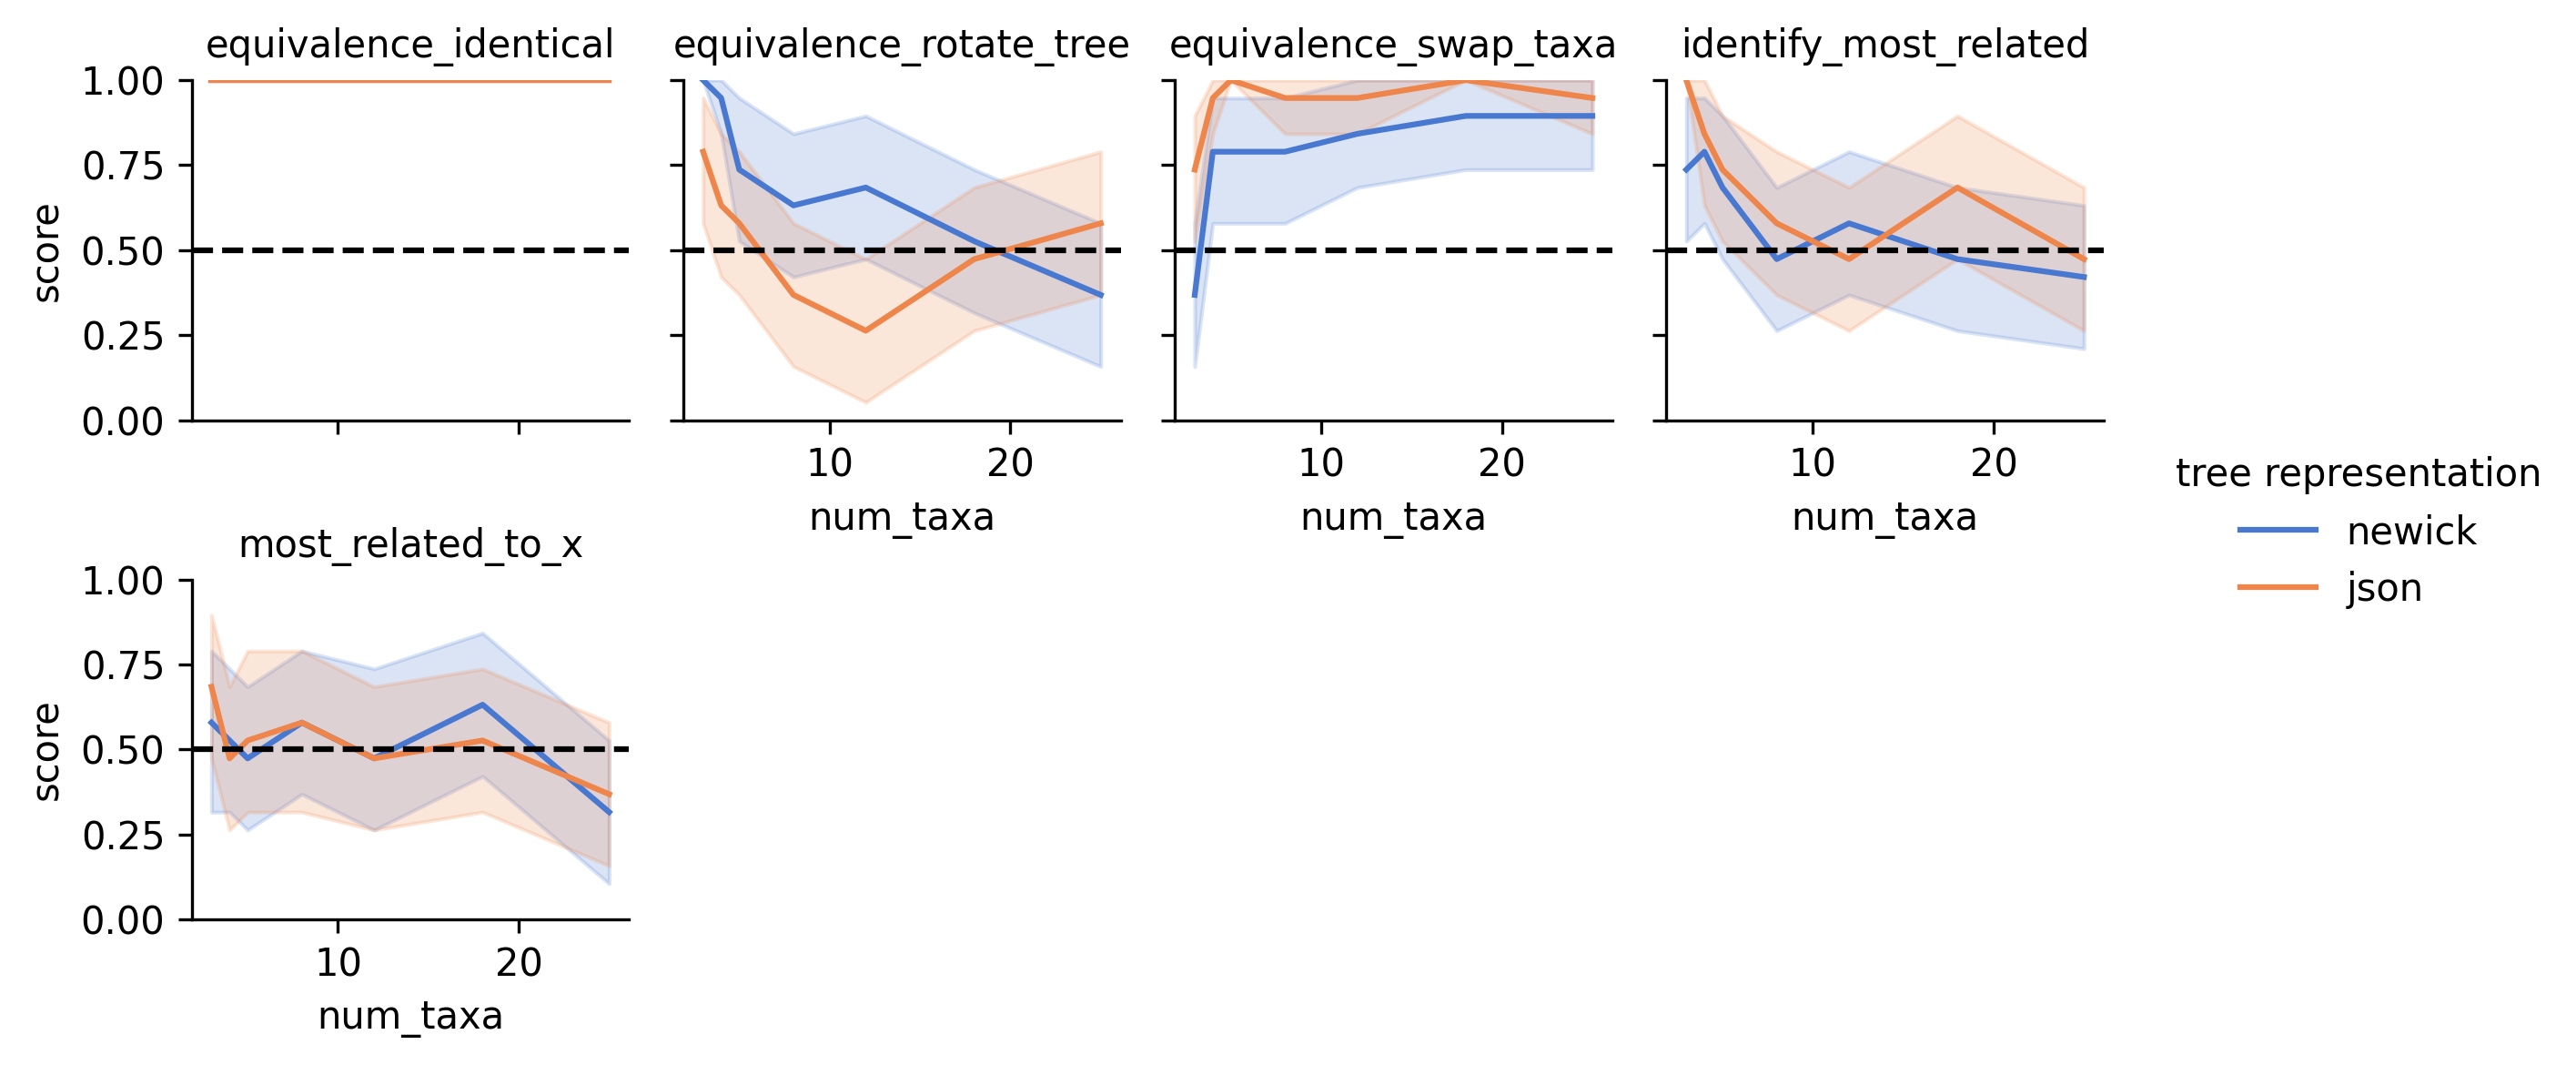 equivalence_identical equivalence_rotate_tree equivalence_swap_taxa identify_most_related
score
1.00
0.75
0.50
0.25
0.00
10 20 10 20 10 20
num_taxa num_taxa num_taxa
tree representation
newick
json
most_related_to_x
score
1.00
0.75
0.50
0.25
0.00
10 20
num_taxa